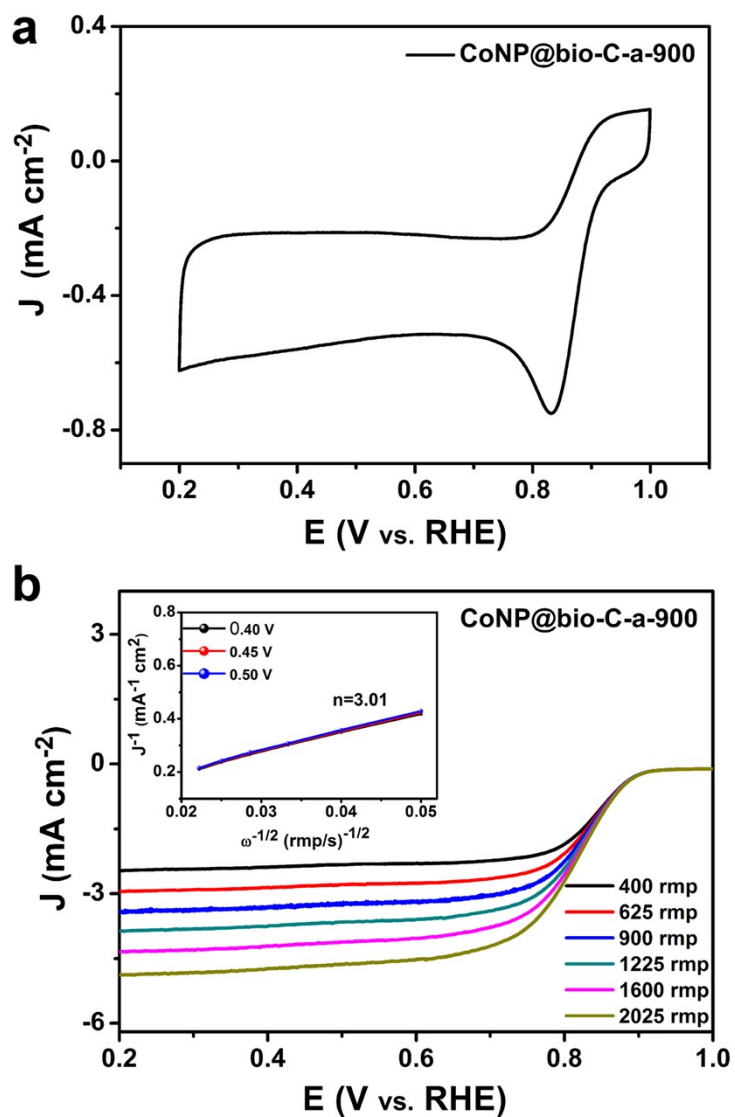 a
CoNP@bio-C-a-900
0.4
0.0
-0.4
-0.8
J (mA cm⁻²)
0.2 0.4 0.6 0.8 1.0
E (V vs. RHE)
b
CoNP@bio-C-a-900
3
0
-3
-6
J (mA cm⁻²)
0.8
0.6
0.4
0.2
J⁻¹ (mA⁻¹ cm²)
0.40 V
0.45 V
0.50 V
n=3.01
0.02 0.03 0.04 0.05
ω⁻¹/² (rmp/s)⁻¹/²
400 rmp
625 rmp
900 rmp
1225 rmp
1600 rmp
2025 rmp
0.2 0.4 0.6 0.8 1.0
E (V vs. RHE)